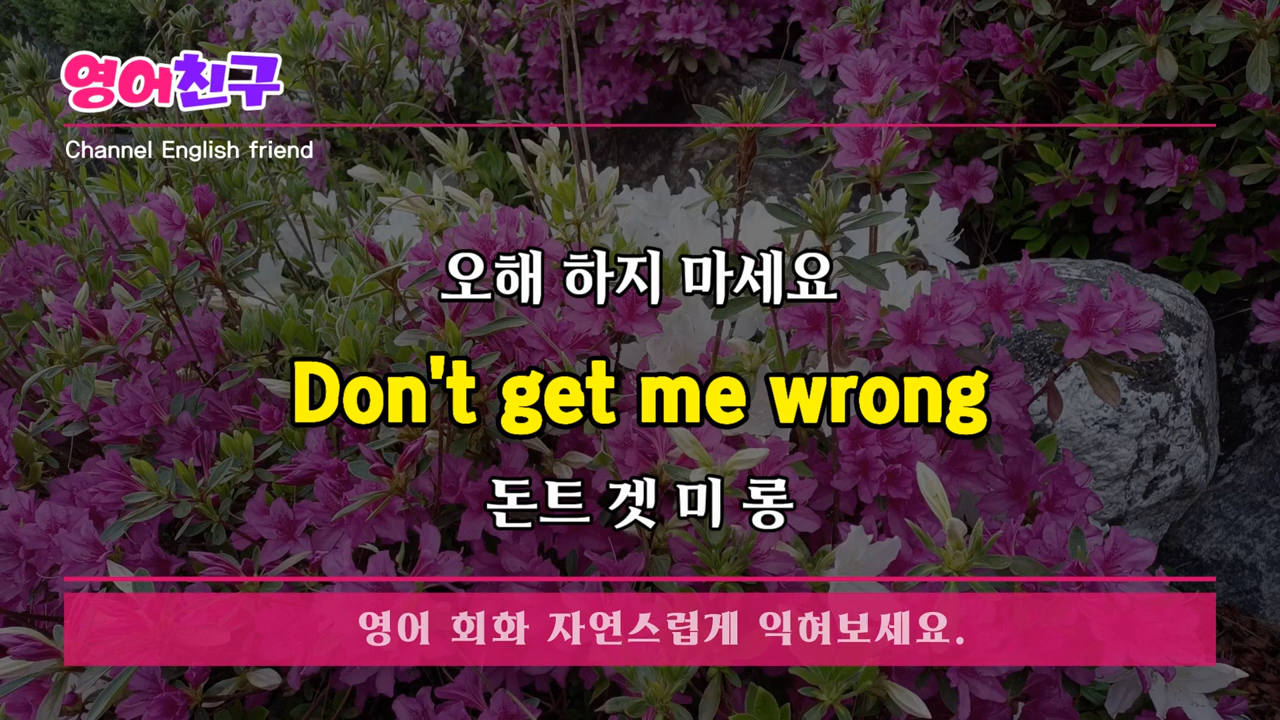 영어친구
Channel English friend
오해 하지 마세요
Don't get me wrong
돈트 겟 미 롱
영어 회화 자연스럽게 익혀보세요.